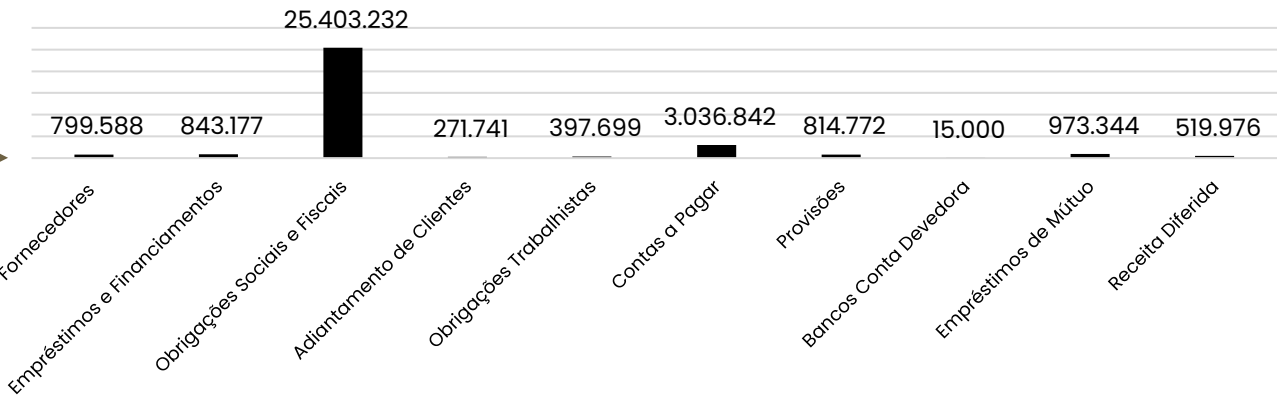 25.403.232
799.588
843.177
271.741
397.699
3.036.842
814.772
15.000
973.344
519.976
Fornecedores
Empréstimos e Financiamentos
Obrigações Sociais e Fiscais
Adiantamento de Clientes
Obrigações Trabalhistas
Contas a Pagar
Provisões
Bancos Conta Devedora
Empréstimos de Mútuo
Receita Diferida